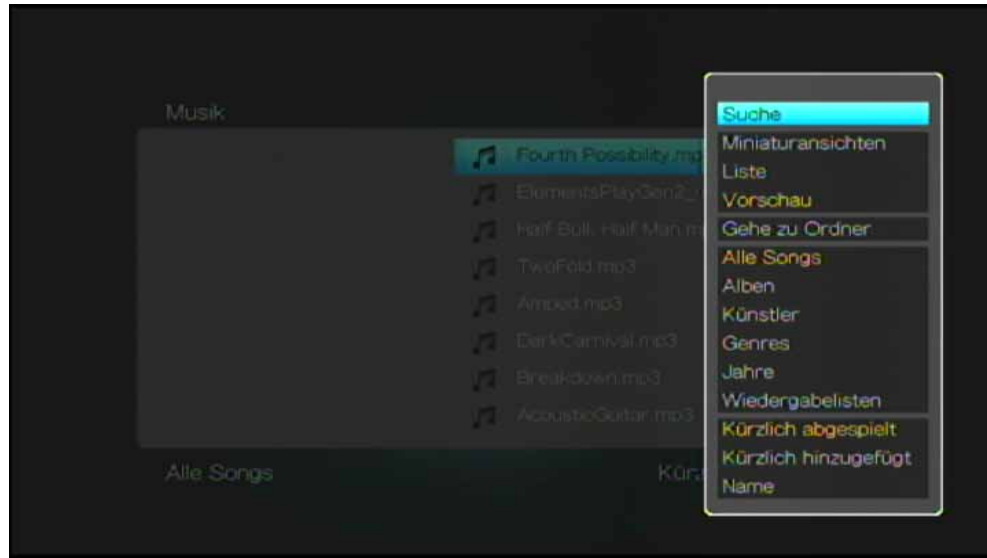 Musik
Fourth Possibility.mp
ElementsPlayGen2_
Half Bull, Half Man.m
TwoFold.mp3
Amped.mp3
DarkCarnival.mp3
Breakdown.mp3
AcousticGuitar.mp3
Alle Songs
Kürz
Suche
Miniaturansichten
Liste
Vorschau
Gehe zu Ordner
Alle Songs
Alben
Künstler
Genres
Jahre
Wiedergabelisten
Kürzlich abgespielt
Kürzlich hinzugefügt
Name